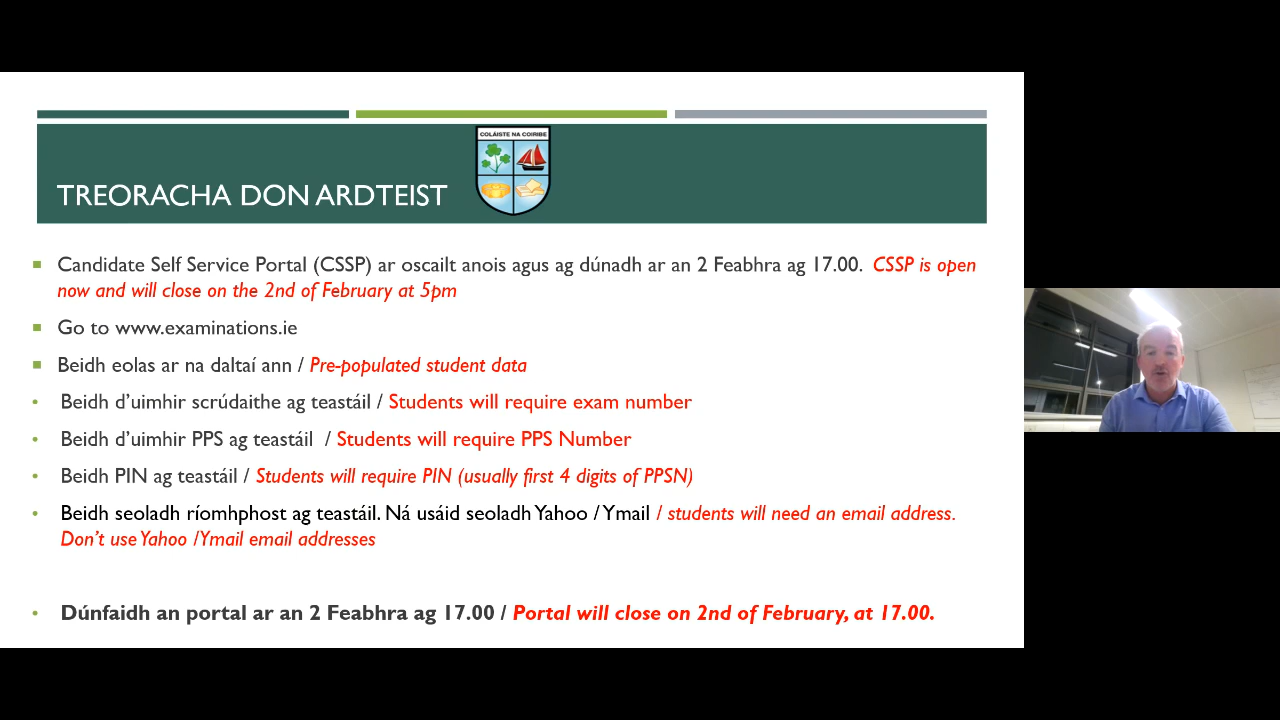 COLÁISTE NA COIRIBE
TREORACHA DON ARDTEIST
Candidate Self Service Portal (CSSP) ar oscailt anois agus ag dúnadh ar an 2 Feabhra ag 17.00. CSSP is open
now and will close on the 2nd of February at 5pm
Go to www.examinations.ie
Beidh eolas ar na daltaí ann / Pre-populated student data
Beidh d'uimhir scrúdaithe ag teastáil / Students will require exam number
Beidh d'uimhir PPS ag teastáil / Students will require PPS Number
Beidh PIN ag teastáil / Students will require PIN (usually first 4 digits of PPSN)
Beidh seoladh ríomhphost ag teastáil. Ná usáid seoladh Yahoo / Ymail / students will need an email address.
Don't use Yahoo / Ymail email addresses
Dúnfaidh an portal ar an 2 Feabhra ag 17.00 / Portal will close on 2nd of February, at 17.00.